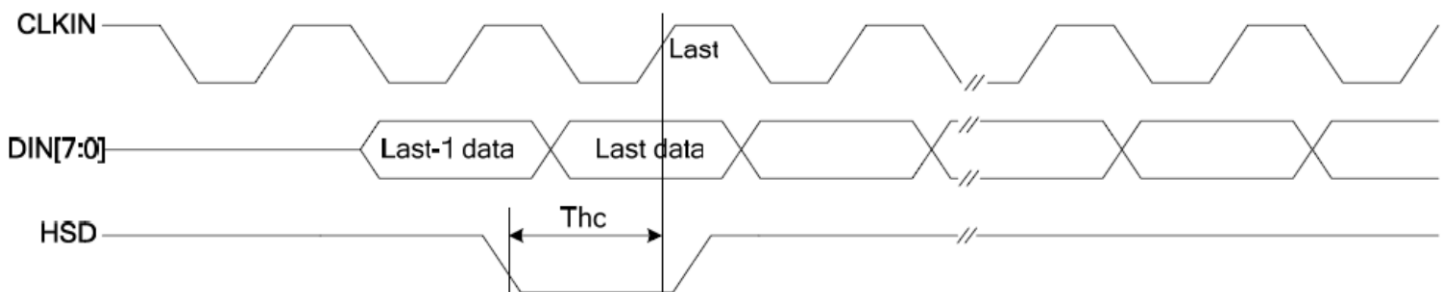 CLKIN
Last
DIN[7:0]
Last-1 data
Last data
Thc
HSD